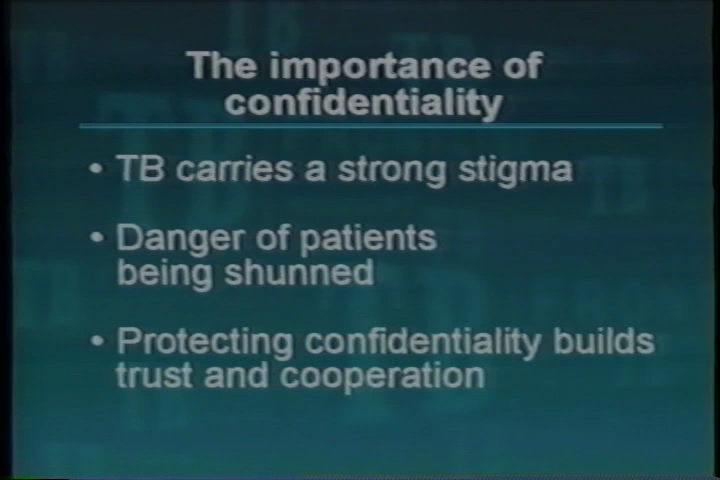 The importance of
confidentiality
• TB carries a strong stigma
• Danger of patients
being shunned
• Protecting confidentiality builds
trust and cooperation